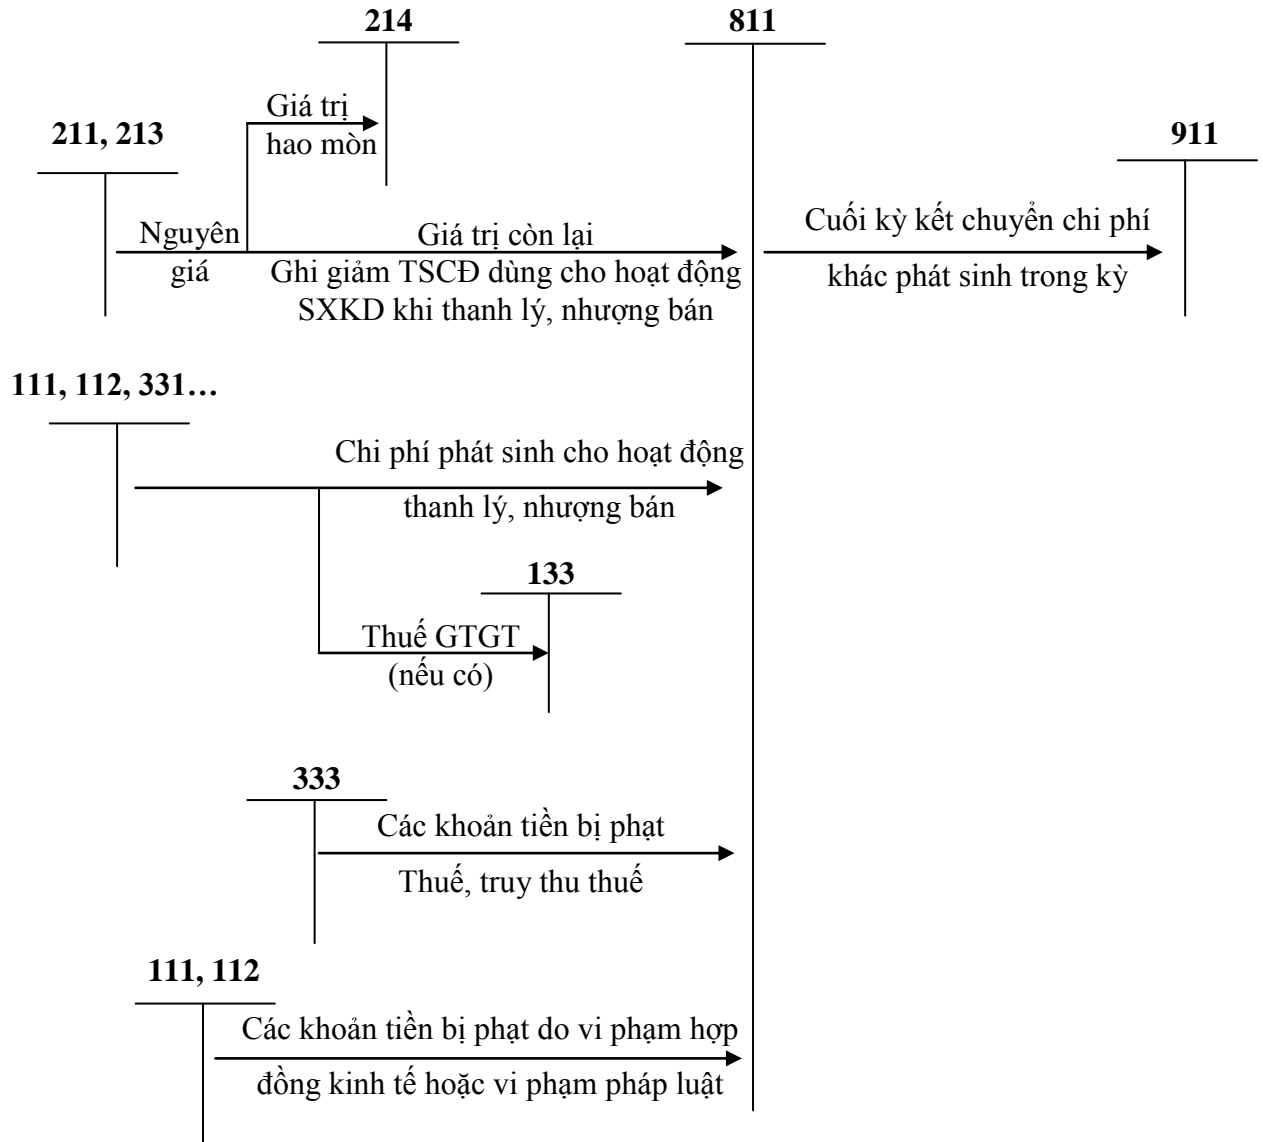 214
811
Giá trị
hao mòn
211, 213
911
Nguyên
giá
Giá trị còn lại
Ghi giảm TSCĐ dùng cho hoạt động
SXKD khi thanh lý, nhượng bán
Cuối kỳ kết chuyển chi phí
khác phát sinh trong kỳ
111, 112, 331…
Chi phí phát sinh cho hoạt động
thanh lý, nhượng bán
133
Thuế GTGT
(nếu có)
333
Các khoản tiền bị phạt
Thuế, truy thu thuế
111, 112
Các khoản tiền bị phạt do vi phạm hợp
đồng kinh tế hoặc vi phạm pháp luật